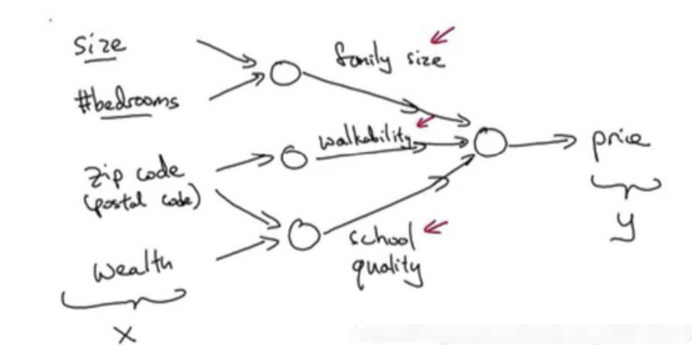 size
family size
#bedrooms
walkability
price
zip code
(postal code)
y
school
quality
wealth
x